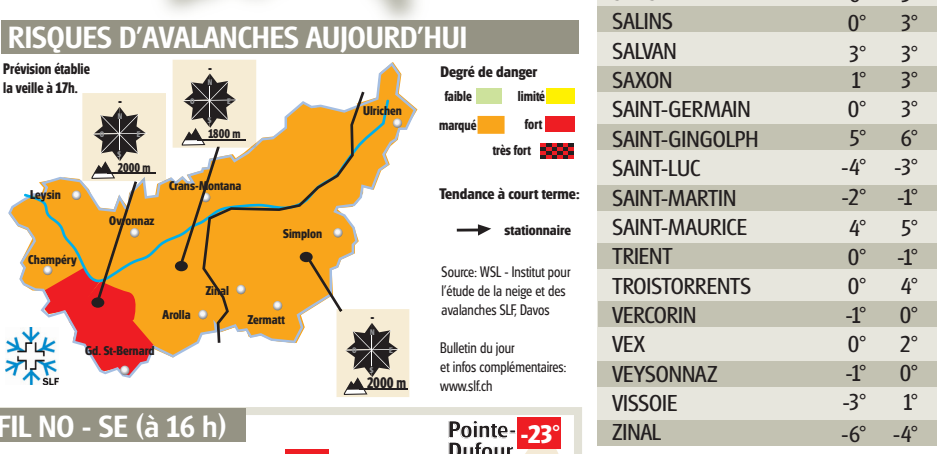 RISQUES D'AVALANCHES AUJOURD'HUI
Prévision établie
la veille à 17h.
-
N
S
2000 m
-
N
S
1800 m
Ulrichen
Leysin
Crans-Montana
Ovronnaz
Simplon
Champéry
Zinal
Arolla
Zermatt
Gd. St-Bernard
SLF
-
2000 m
Degré de danger
faible
limité
marqué
fort
très fort
Tendance à court terme:
stationnaire
Source: WSL - Institut pour
l'étude de la neige et des
avalanches SLF, Davos
Bulletin du jour
et infos complémentaires:
www.slf.ch
FIL NO - SE (à 16 h)
Pointe-
Dufour
-23°
SALINS 0° 3°
SALVAN 3° 3°
SAXON 1° 3°
SAINT-GERMAIN 0° 3°
SAINT-GINGOLPH 5° 6°
SAINT-LUC -4° -3°
SAINT-MARTIN -2° -1°
SAINT-MAURICE 4° 5°
TRIENT 0° -1°
TROISTORRENTS 0° 4°
VERCORIN -1° 0°
VEX 0° 2°
VEYSONNAZ -1° 0°
VISSOIE -3° 1°
ZINAL -6° -4°